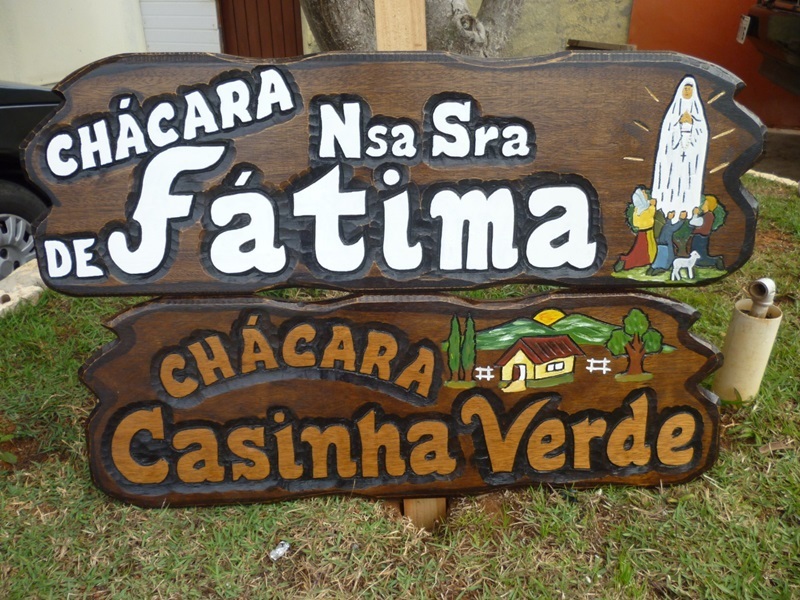 CHÁCARA
Nsa Sra
DE Fátima
CHÁCARA
Casinha Verde